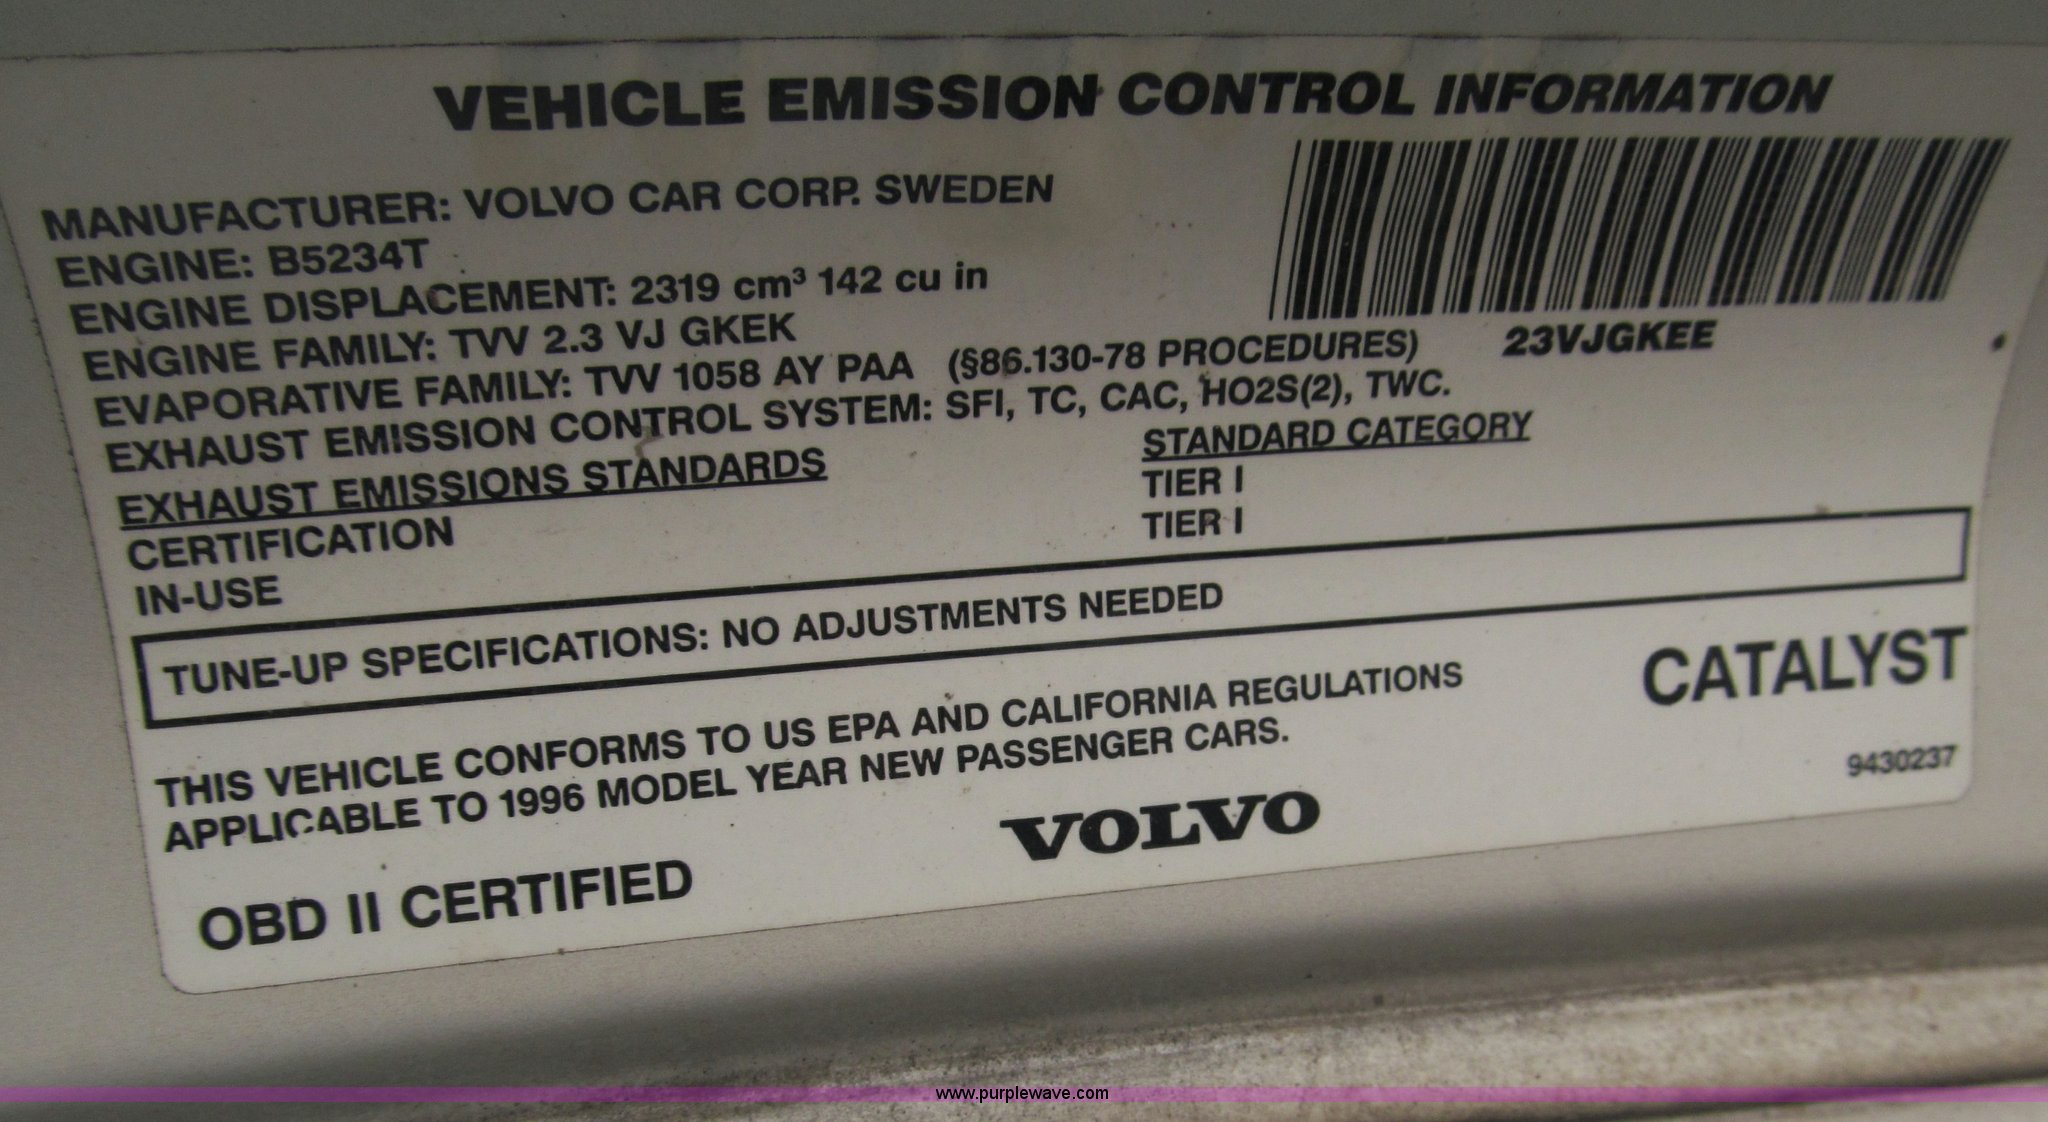 VEHICLE EMISSION CONTROL INFORMATION
MANUFACTURER: VOLVO CAR CORP. SWEDEN
ENGINE: B5234T
ENGINE DISPLACEMENT: 2319 cm³ 142 cu in
ENGINE FAMILY: TVV 2.3 VJ GKEK
EVAPORATIVE FAMILY: TVV 1058 AY PAA (§86.130-78 PROCEDURES) 23VJGKEE
EXHAUST EMISSION CONTROL SYSTEM: SFI, TC, CAC, HO2S(2), TWC.
EXHAUST EMISSIONS STANDARDS STANDARD CATEGORY
CERTIFICATION TIER I
IN-USE TIER I
TUNE-UP SPECIFICATIONS: NO ADJUSTMENTS NEEDED
THIS VEHICLE CONFORMS TO US EPA AND CALIFORNIA REGULATIONS
APPLICABLE TO 1996 MODEL YEAR NEW PASSENGER CARS.
CATALYST
9430237
VOLVO
OBD II CERTIFIED
www.purplewave.com